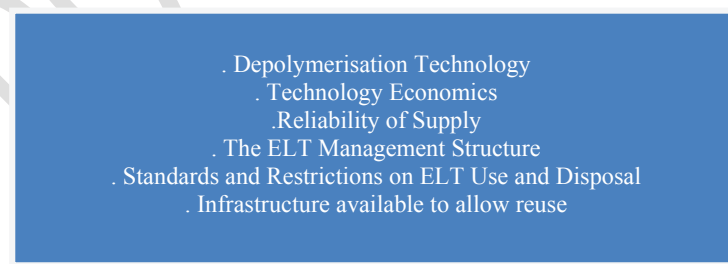 . Depolymerisation Technology
. Technology Economics
.Reliability of Supply
. The ELT Management Structure
. Standards and Restrictions on ELT Use and Disposal
. Infrastructure available to allow reuse